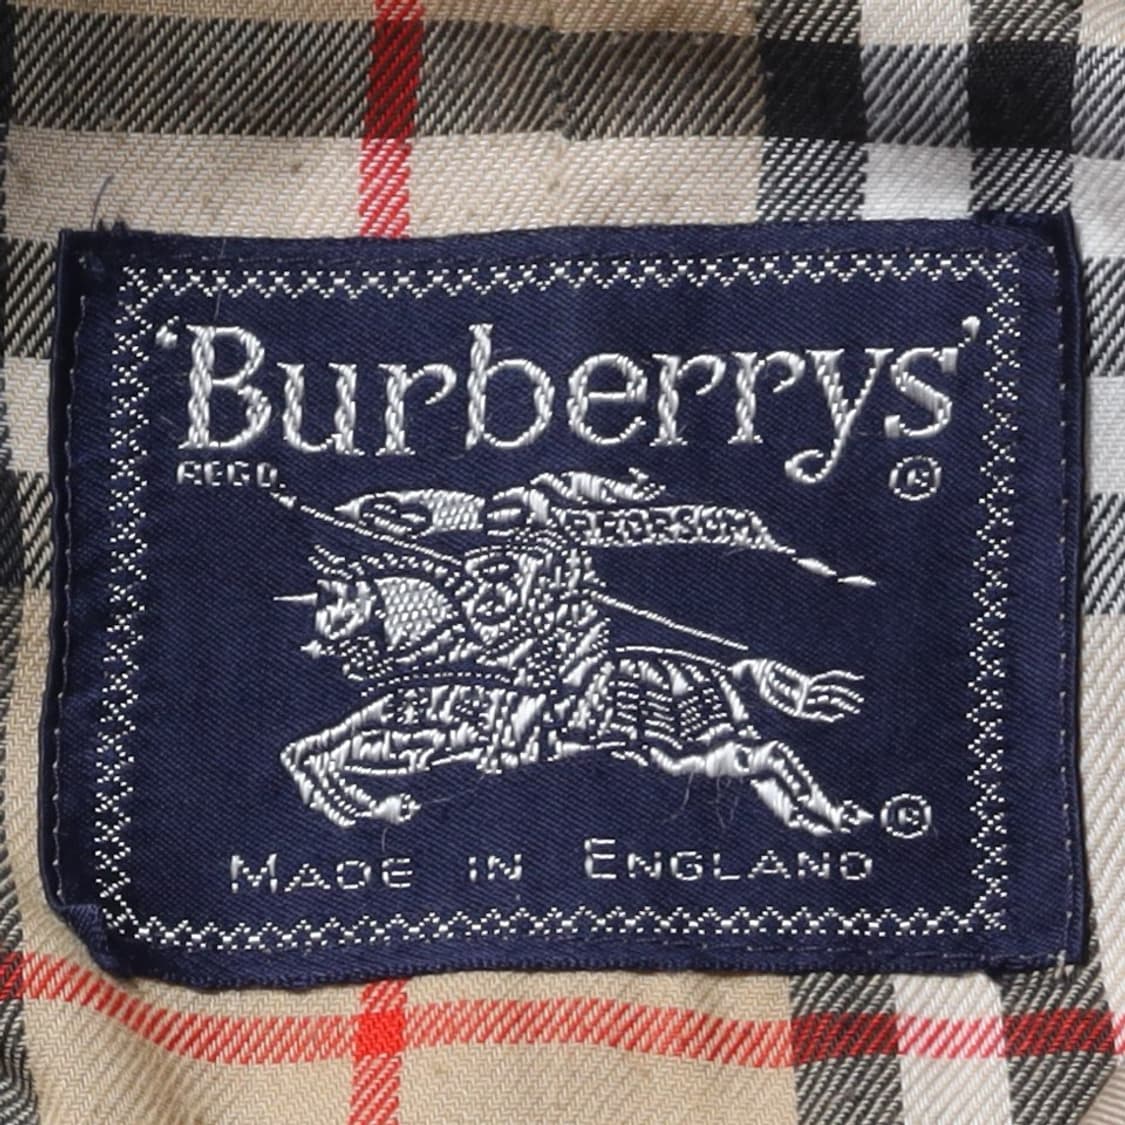 ‘Burberrys’
REGD. ®
PRORSUM
®
MADE IN ENGLAND